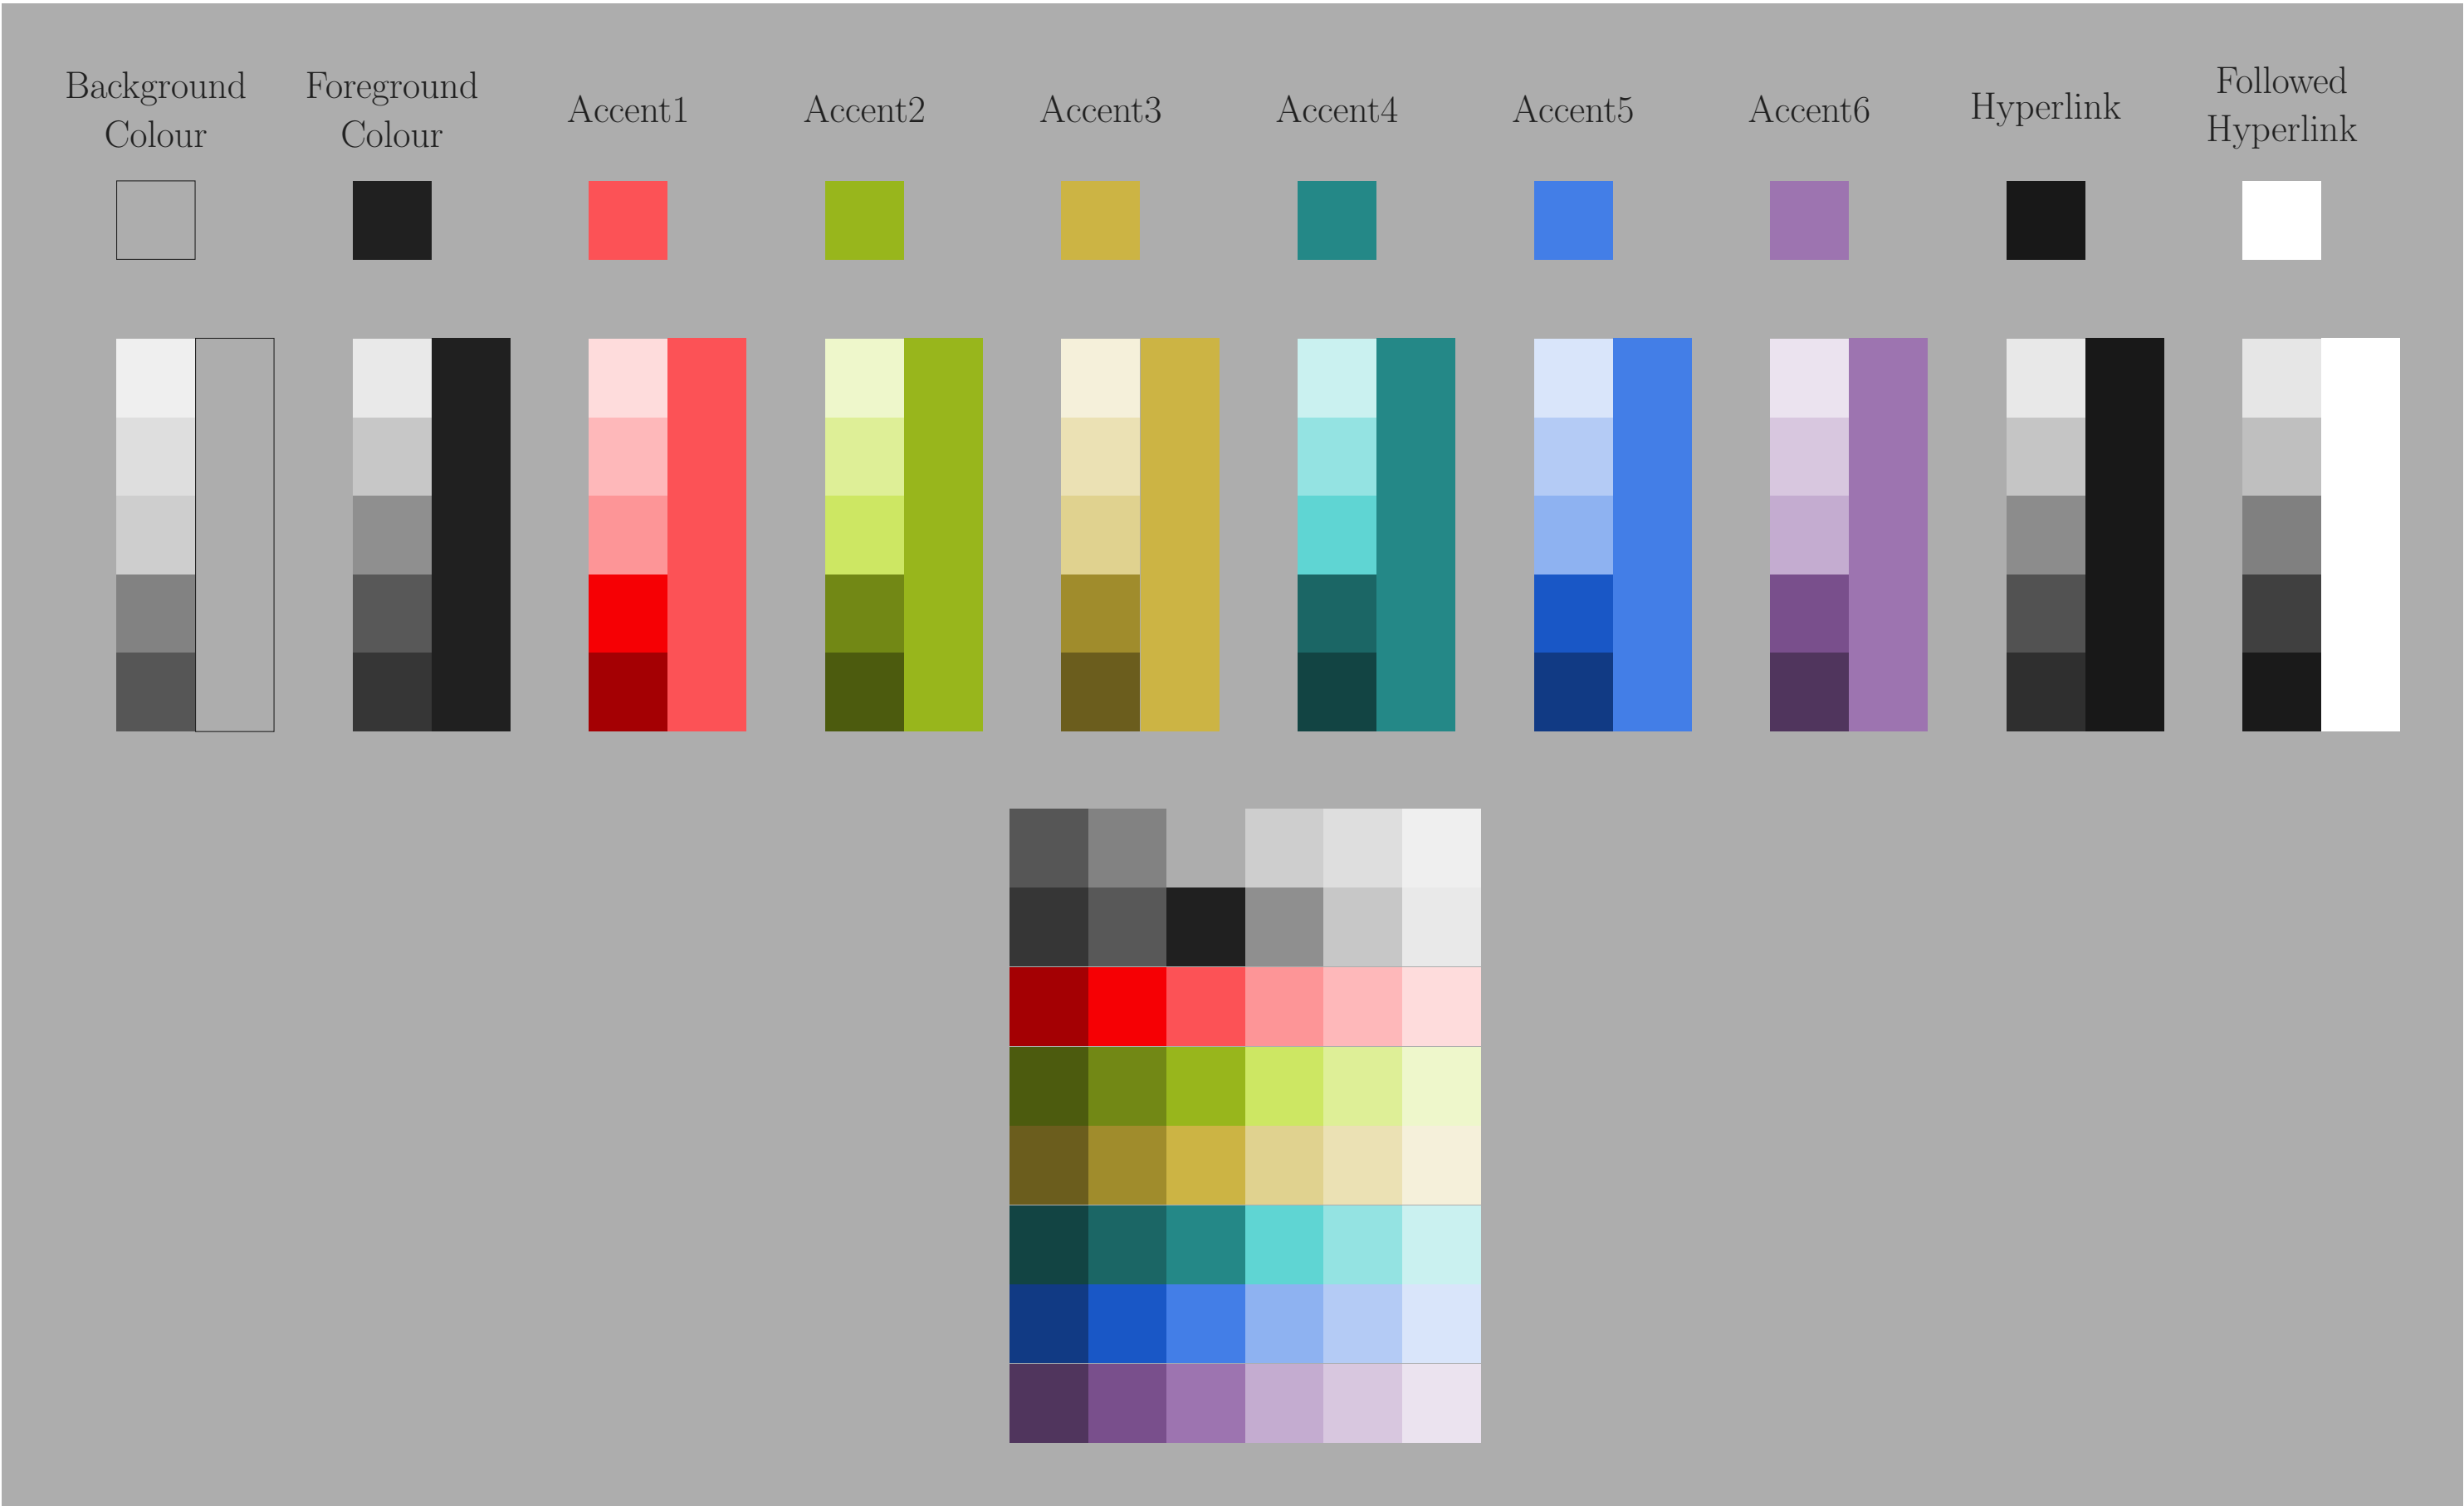 Background
Colour
Foreground
Colour
Accent1
Accent2
Accent3
Accent4
Accent5
Accent6
Hyperlink
Followed
Hyperlink